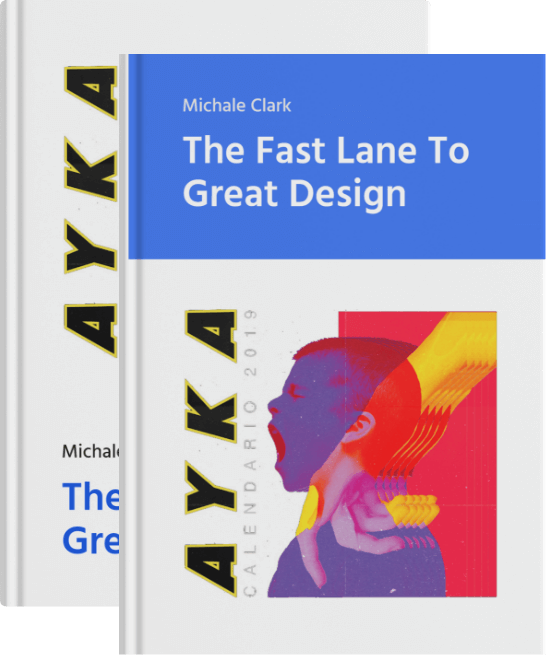 AYKA
Michale
The
Gre
Michale Clark
The Fast Lane To
Great Design
AYKA
CALENDARIO 2019